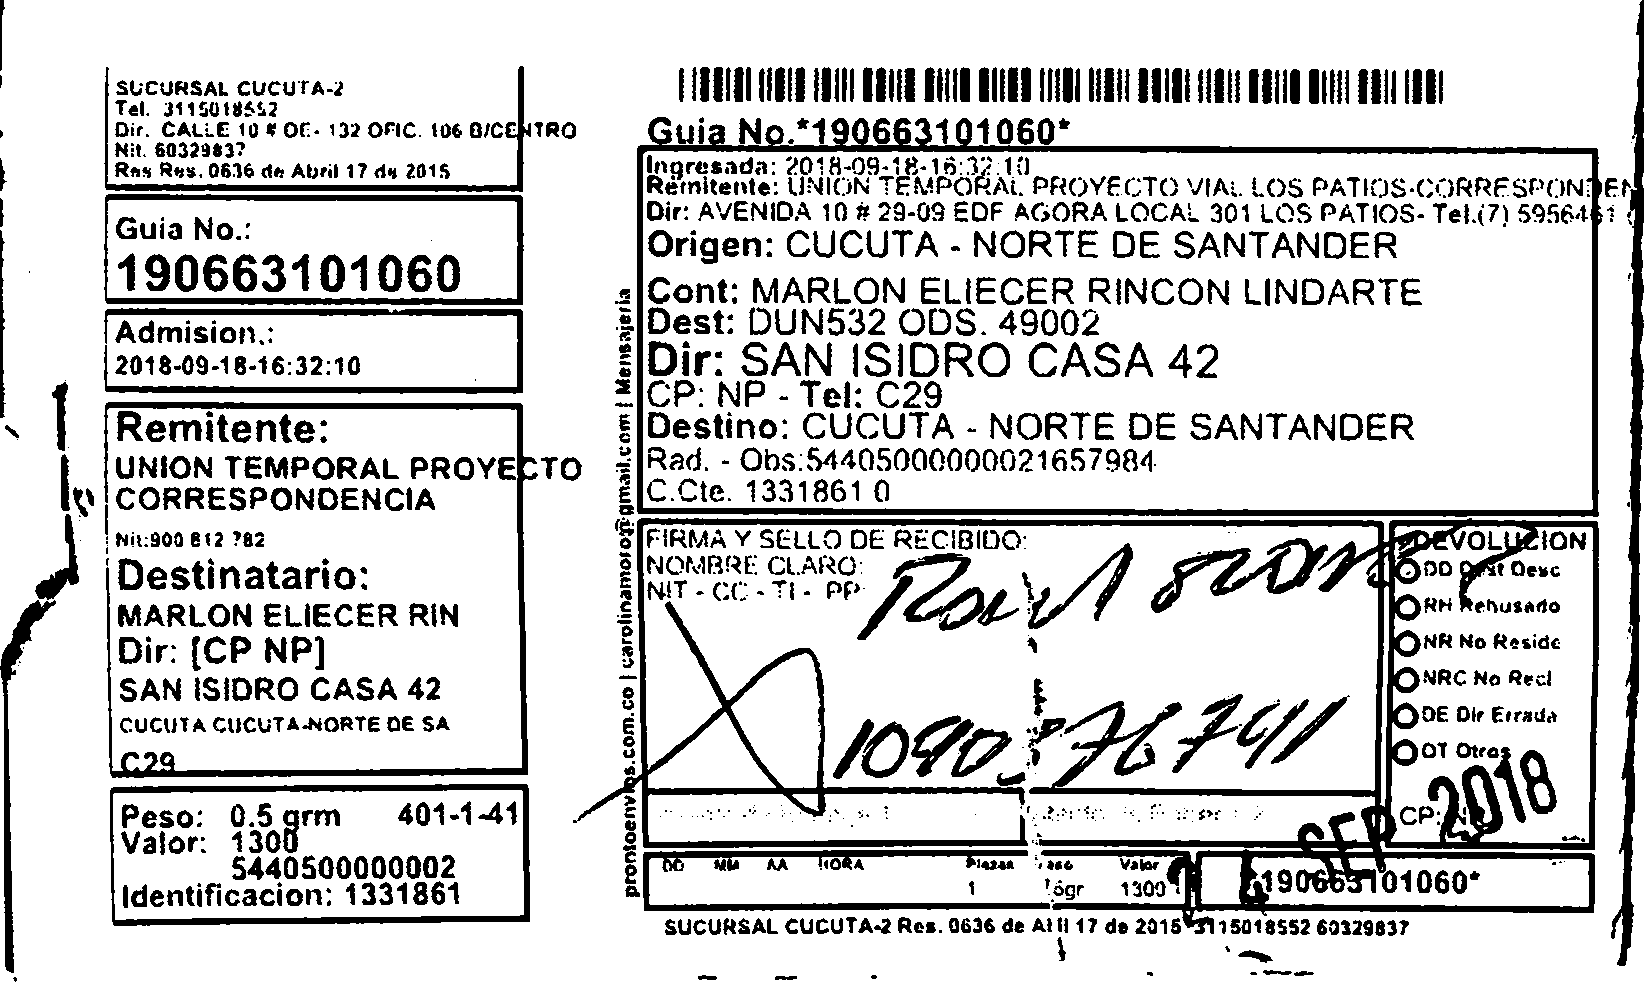 SUCURSAL CUCUTA-2
Tel. 3115018552
Dir. CALLE 10 # OE- 132 OFIC. 106 B/CENTRO
Nit. 60329837
Res Res. 0636 de Abril 17 de 2015
Guia No.:
190663101060
Admision.:
2018-09-18-16:32:10
Remitente:
UNION TEMPORAL PROYECTO
CORRESPONDENCIA
Nit:900 812 782
Destinatario:
MARLON ELIECER RIN
Dir: [CP NP]
SAN ISIDRO CASA 42
CUCUTA CUCUTA-NORTE DE SA
C29
Peso: 0.5 grm 401-1-41
Valor: 1300
5440500000002
Identificacion: 1331861
prontoenvios.com.co | carolinamoroj@gmail.com | Mensajeria
Guia No.*190663101060*
Ingresada: 2018-09-18-16:32:10
Remitente: UNION TEMPORAL PROYECTO VIAL LOS PATIOS-CORRESPONDEN
Dir: AVENIDA 10 # 29-09 EDF AGORA LOCAL 301 LOS PATIOS- Tel.(7) 5956461
Origen: CUCUTA - NORTE DE SANTANDER
Cont: MARLON ELIECER RINCON LINDARTE
Dest: DUN532 ODS. 49002
Dir: SAN ISIDRO CASA 42
CP: NP - Tel: C29
Destino: CUCUTA - NORTE DE SANTANDER
Rad. - Obs:544050000000021657984
C.Cte. 1331861 0
FIRMA Y SELLO DE RECIBIDO:
NOMBRE CLARO:
NIT - CC - TI - PP:
DEVOLUCION
DD Dest Desc
RH Rehusado
NR No Reside
NRC No Recl
DE Dir Errada
OT Otros
CP:
SEP 2018
DD MM AA HORA Piezas Peso Valor
1 1300
*190663101060*
SUCURSAL CUCUTA-2 Res. 0636 de Abril 17 de 2015 3115018552 60329837